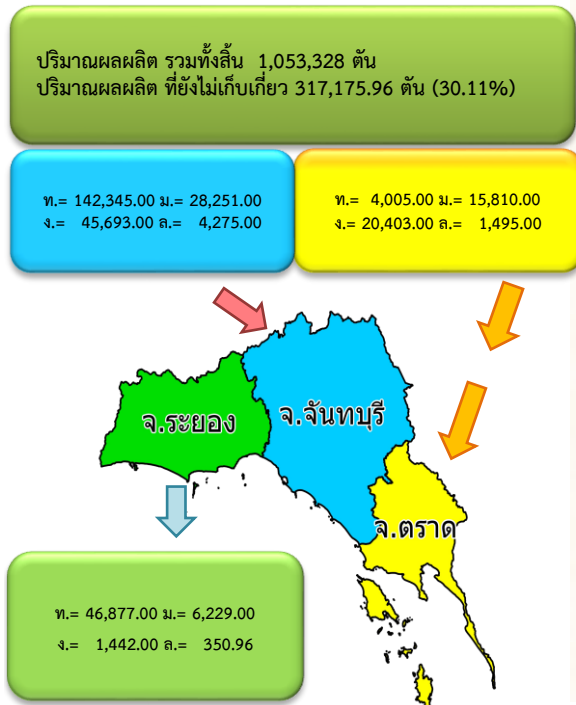 ปริมาณผลผลิต รวมทั้งสิ้น 1,053,328 ตัน
ปริมาณผลผลิต ที่ยังไม่เก็บเกี่ยว 317,175.96 ตัน (30.11%)
ท.= 142,345.00 ม.= 28,251.00
ง.= 45,693.00 ล.= 4,275.00
ท.= 4,005.00 ม.= 15,810.00
ง.= 20,403.00 ล.= 1,495.00
จ.ระยอง
จ.จันทบุรี
จ.ตราด
ท.= 46,877.00 ม.= 6,229.00
ง.= 1,442.00 ล.= 350.96